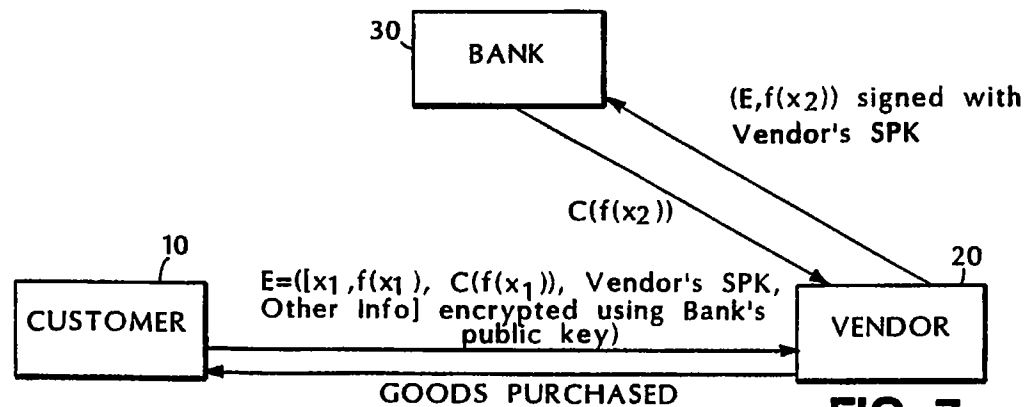 30
BANK
(E,f(x2)) signed with
Vendor's SPK
C(f(x2))
10
20
E=([x1,f(x1), C(f(x1)), Vendor's SPK,
Other Info] encrypted using Bank's
public key)
CUSTOMER
VENDOR
GOODS PURCHASED